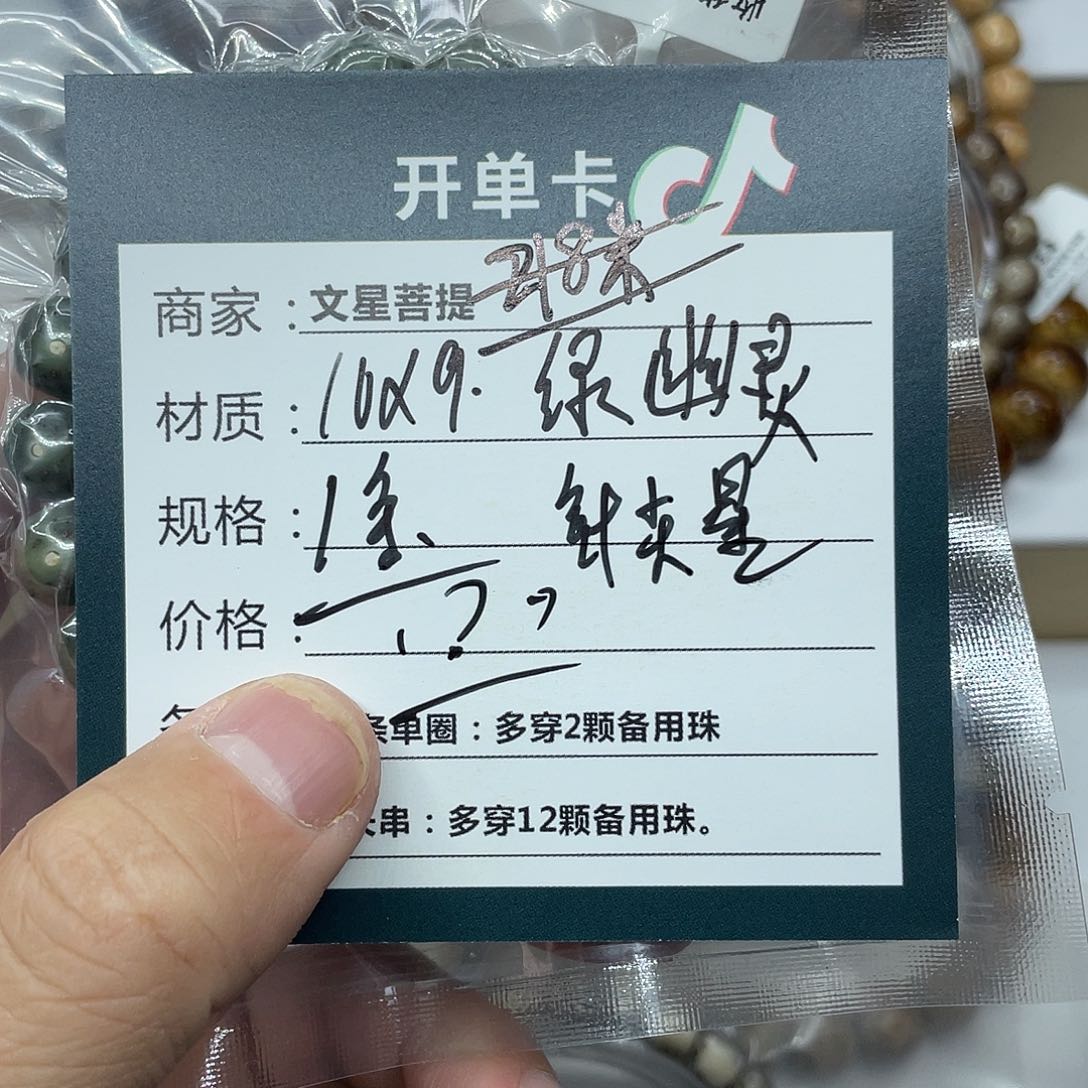 开单卡
商家：文星菩提
材质：10x9. 绿幽灵
规格：1条、 针尖星
价格：
条单圈：多穿2颗备用珠
长串：多穿12颗备用珠。